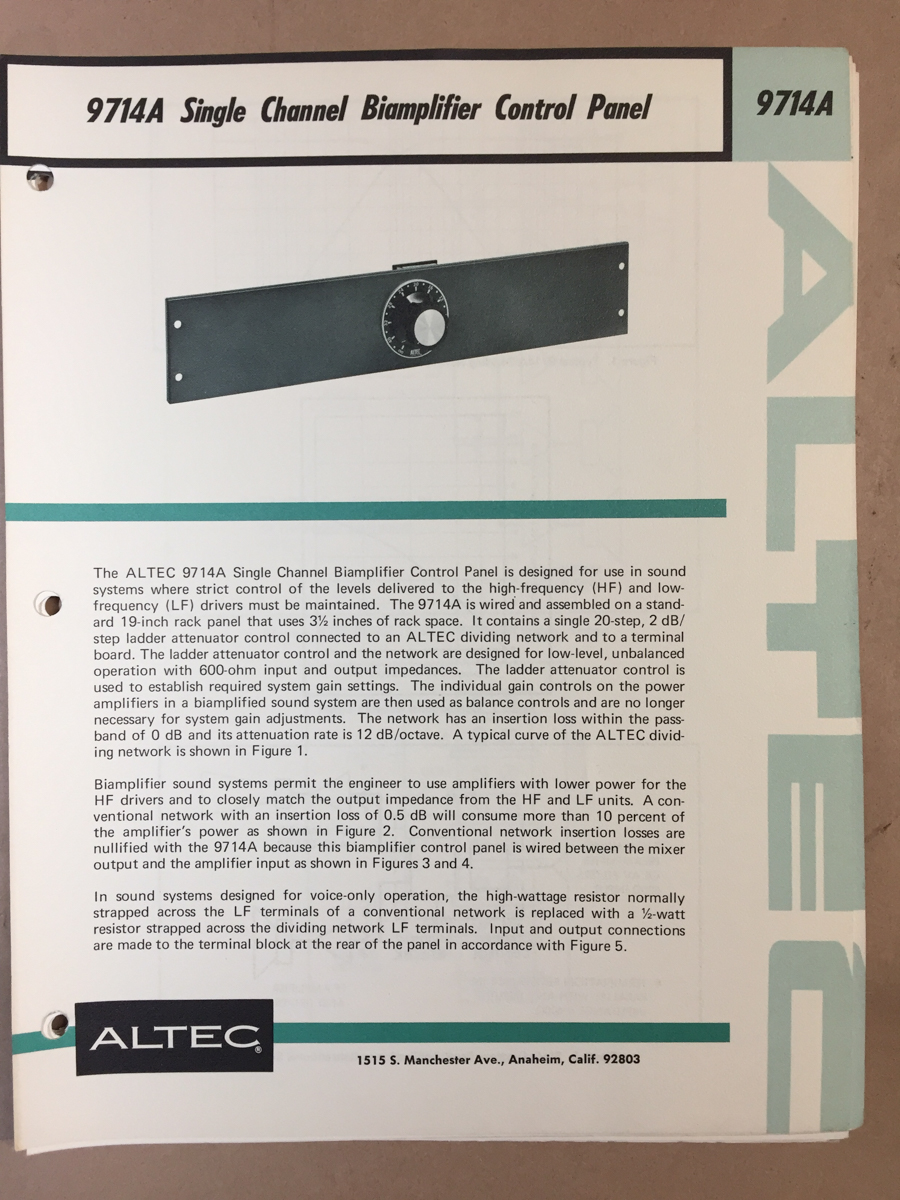 9714A Single Channel Biamplifier Control Panel
9714A
ALTEC
The ALTEC 9714A Single Channel Biamplifier Control Panel is designed for use in sound
systems where strict control of the levels delivered to the high-frequency (HF) and low-
frequency (LF) drivers must be maintained. The 9714A is wired and assembled on a stand-
ard 19-inch rack panel that uses 3½ inches of rack space. It contains a single 20-step, 2 dB/
step ladder attenuator control connected to an ALTEC dividing network and to a terminal
board. The ladder attenuator control and the network are designed for low-level, unbalanced
operation with 600-ohm input and output impedances. The ladder attenuator control is
used to establish required system gain settings. The individual gain controls on the power
amplifiers in a biamplified sound system are then used as balance controls and are no longer
necessary for system gain adjustments. The network has an insertion loss within the pass-
band of 0 dB and its attenuation rate is 12 dB/octave. A typical curve of the ALTEC divid-
ing network is shown in Figure 1.
Biamplifier sound systems permit the engineer to use amplifiers with lower power for the
HF drivers and to closely match the output impedance from the HF and LF units. A con-
ventional network with an insertion loss of 0.5 dB will consume more than 10 percent of
the amplifier's power as shown in Figure 2. Conventional network insertion losses are
nullified with the 9714A because this biamplifier control panel is wired between the mixer
output and the amplifier input as shown in Figures 3 and 4.
In sound systems designed for voice-only operation, the high-wattage resistor normally
strapped across the LF terminals of a conventional network is replaced with a ½-watt
resistor strapped across the dividing network LF terminals. Input and output connections
are made to the terminal block at the rear of the panel in accordance with Figure 5.
ALTEC®
1515 S. Manchester Ave., Anaheim, Calif. 92803